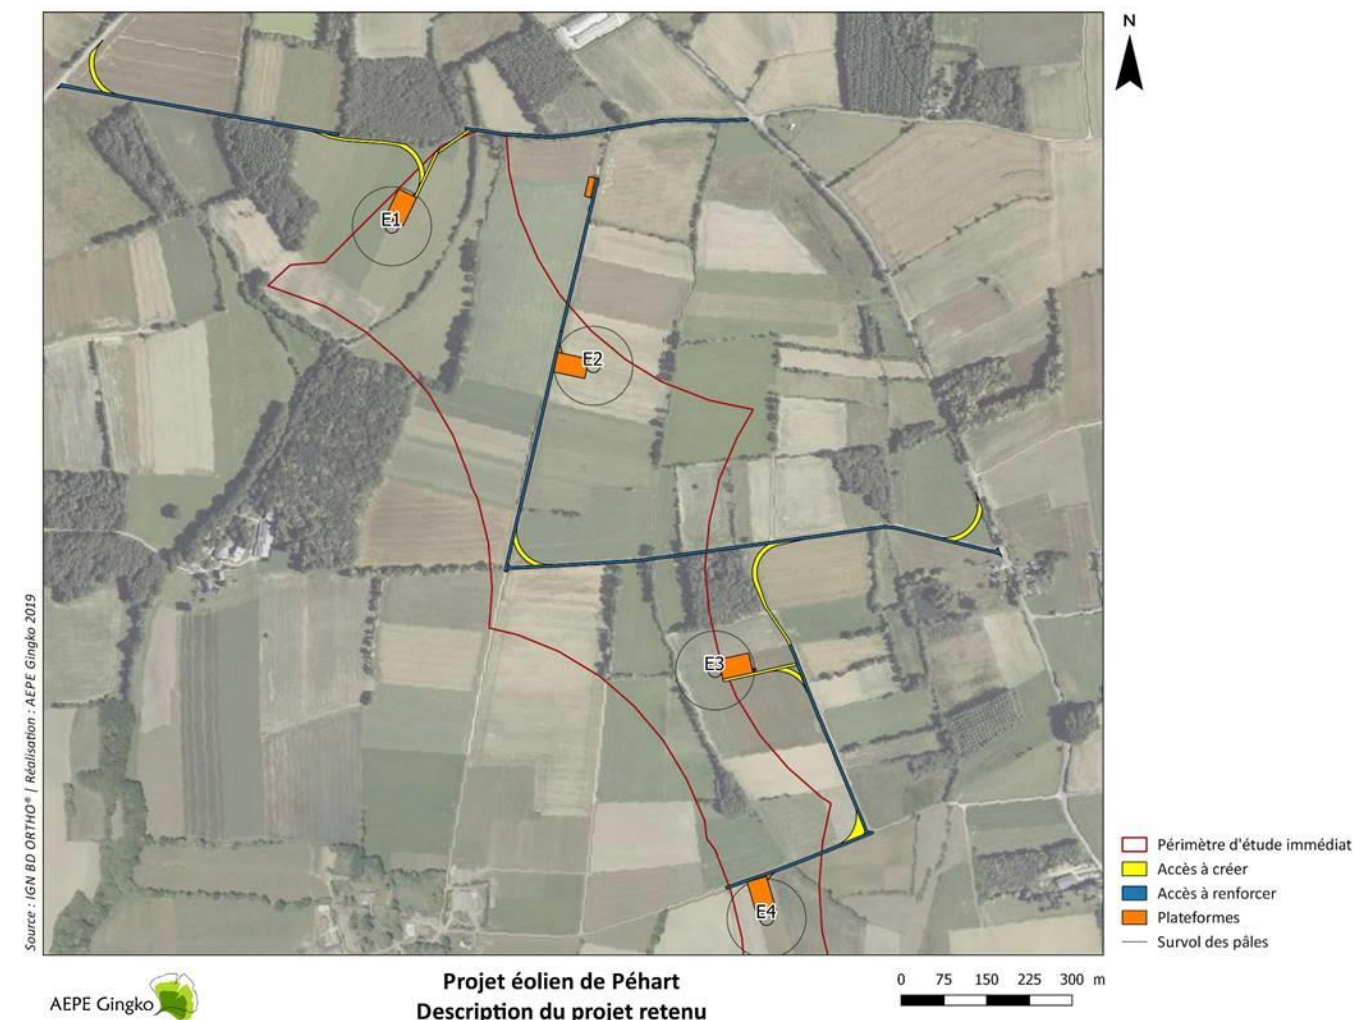 N
E1
E2
E3
E4
Source : IGN BD ORTHO® | Réalisation : AEPE Gingko 2019
Périmètre d'étude immédiat
Accès à créer
Accès à renforcer
Plateformes
Survol des pâles
AEPE Gingko
Projet éolien de Péhart
Description du projet retenu
0 75 150 225 300 m